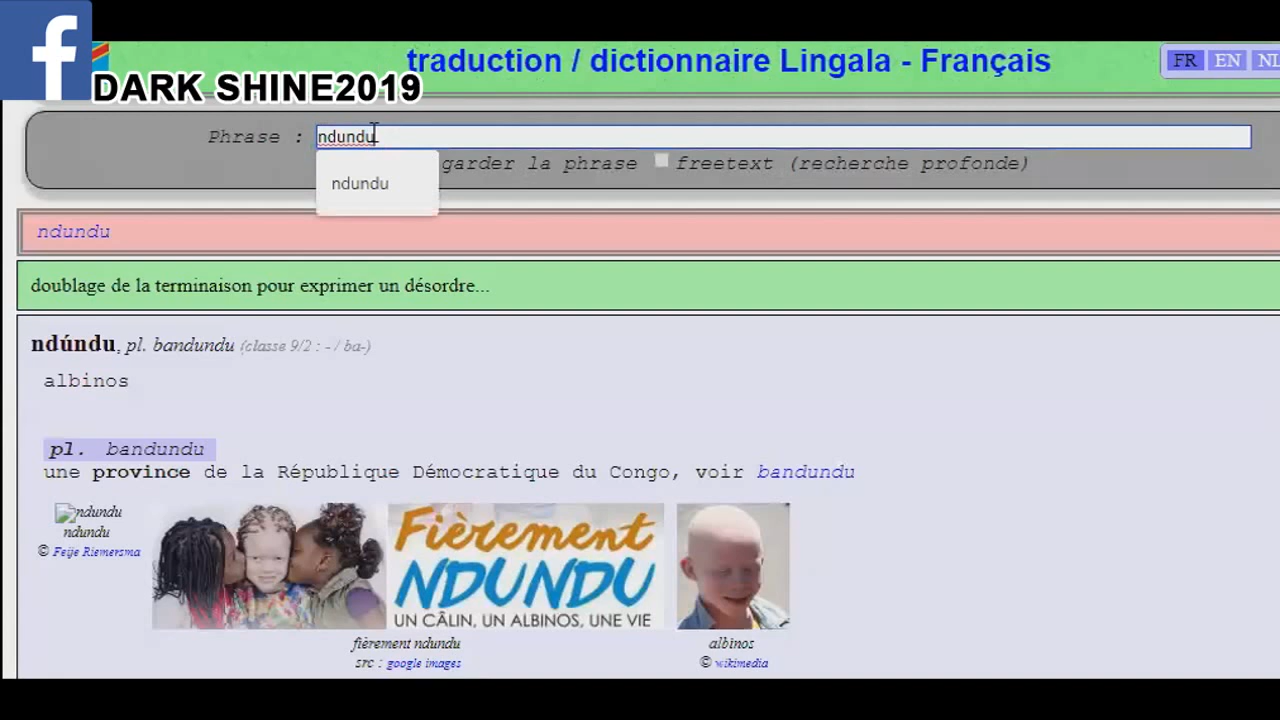 f
DARK SHINE2019
traduction / dictionnaire Lingala - Français
FR EN NL
Phrase : ndundu
ndundu
garder la phrase freetext (recherche profonde)
ndundu
doublage de la terminaison pour exprimer un désordre...
ndúndu, pl. bandundu (classe 9/2 : - / ba-)
albinos
pl. bandundu
une province de la République Démocratique du Congo, voir bandundu
ndundu
ndundu
© Feije Riemersma
Fièrement
NDUNDU
UN CÂLIN, UN ALBINOS, UNE VIE
fièrement ndundu
src : google images
albinos
© wikimedia